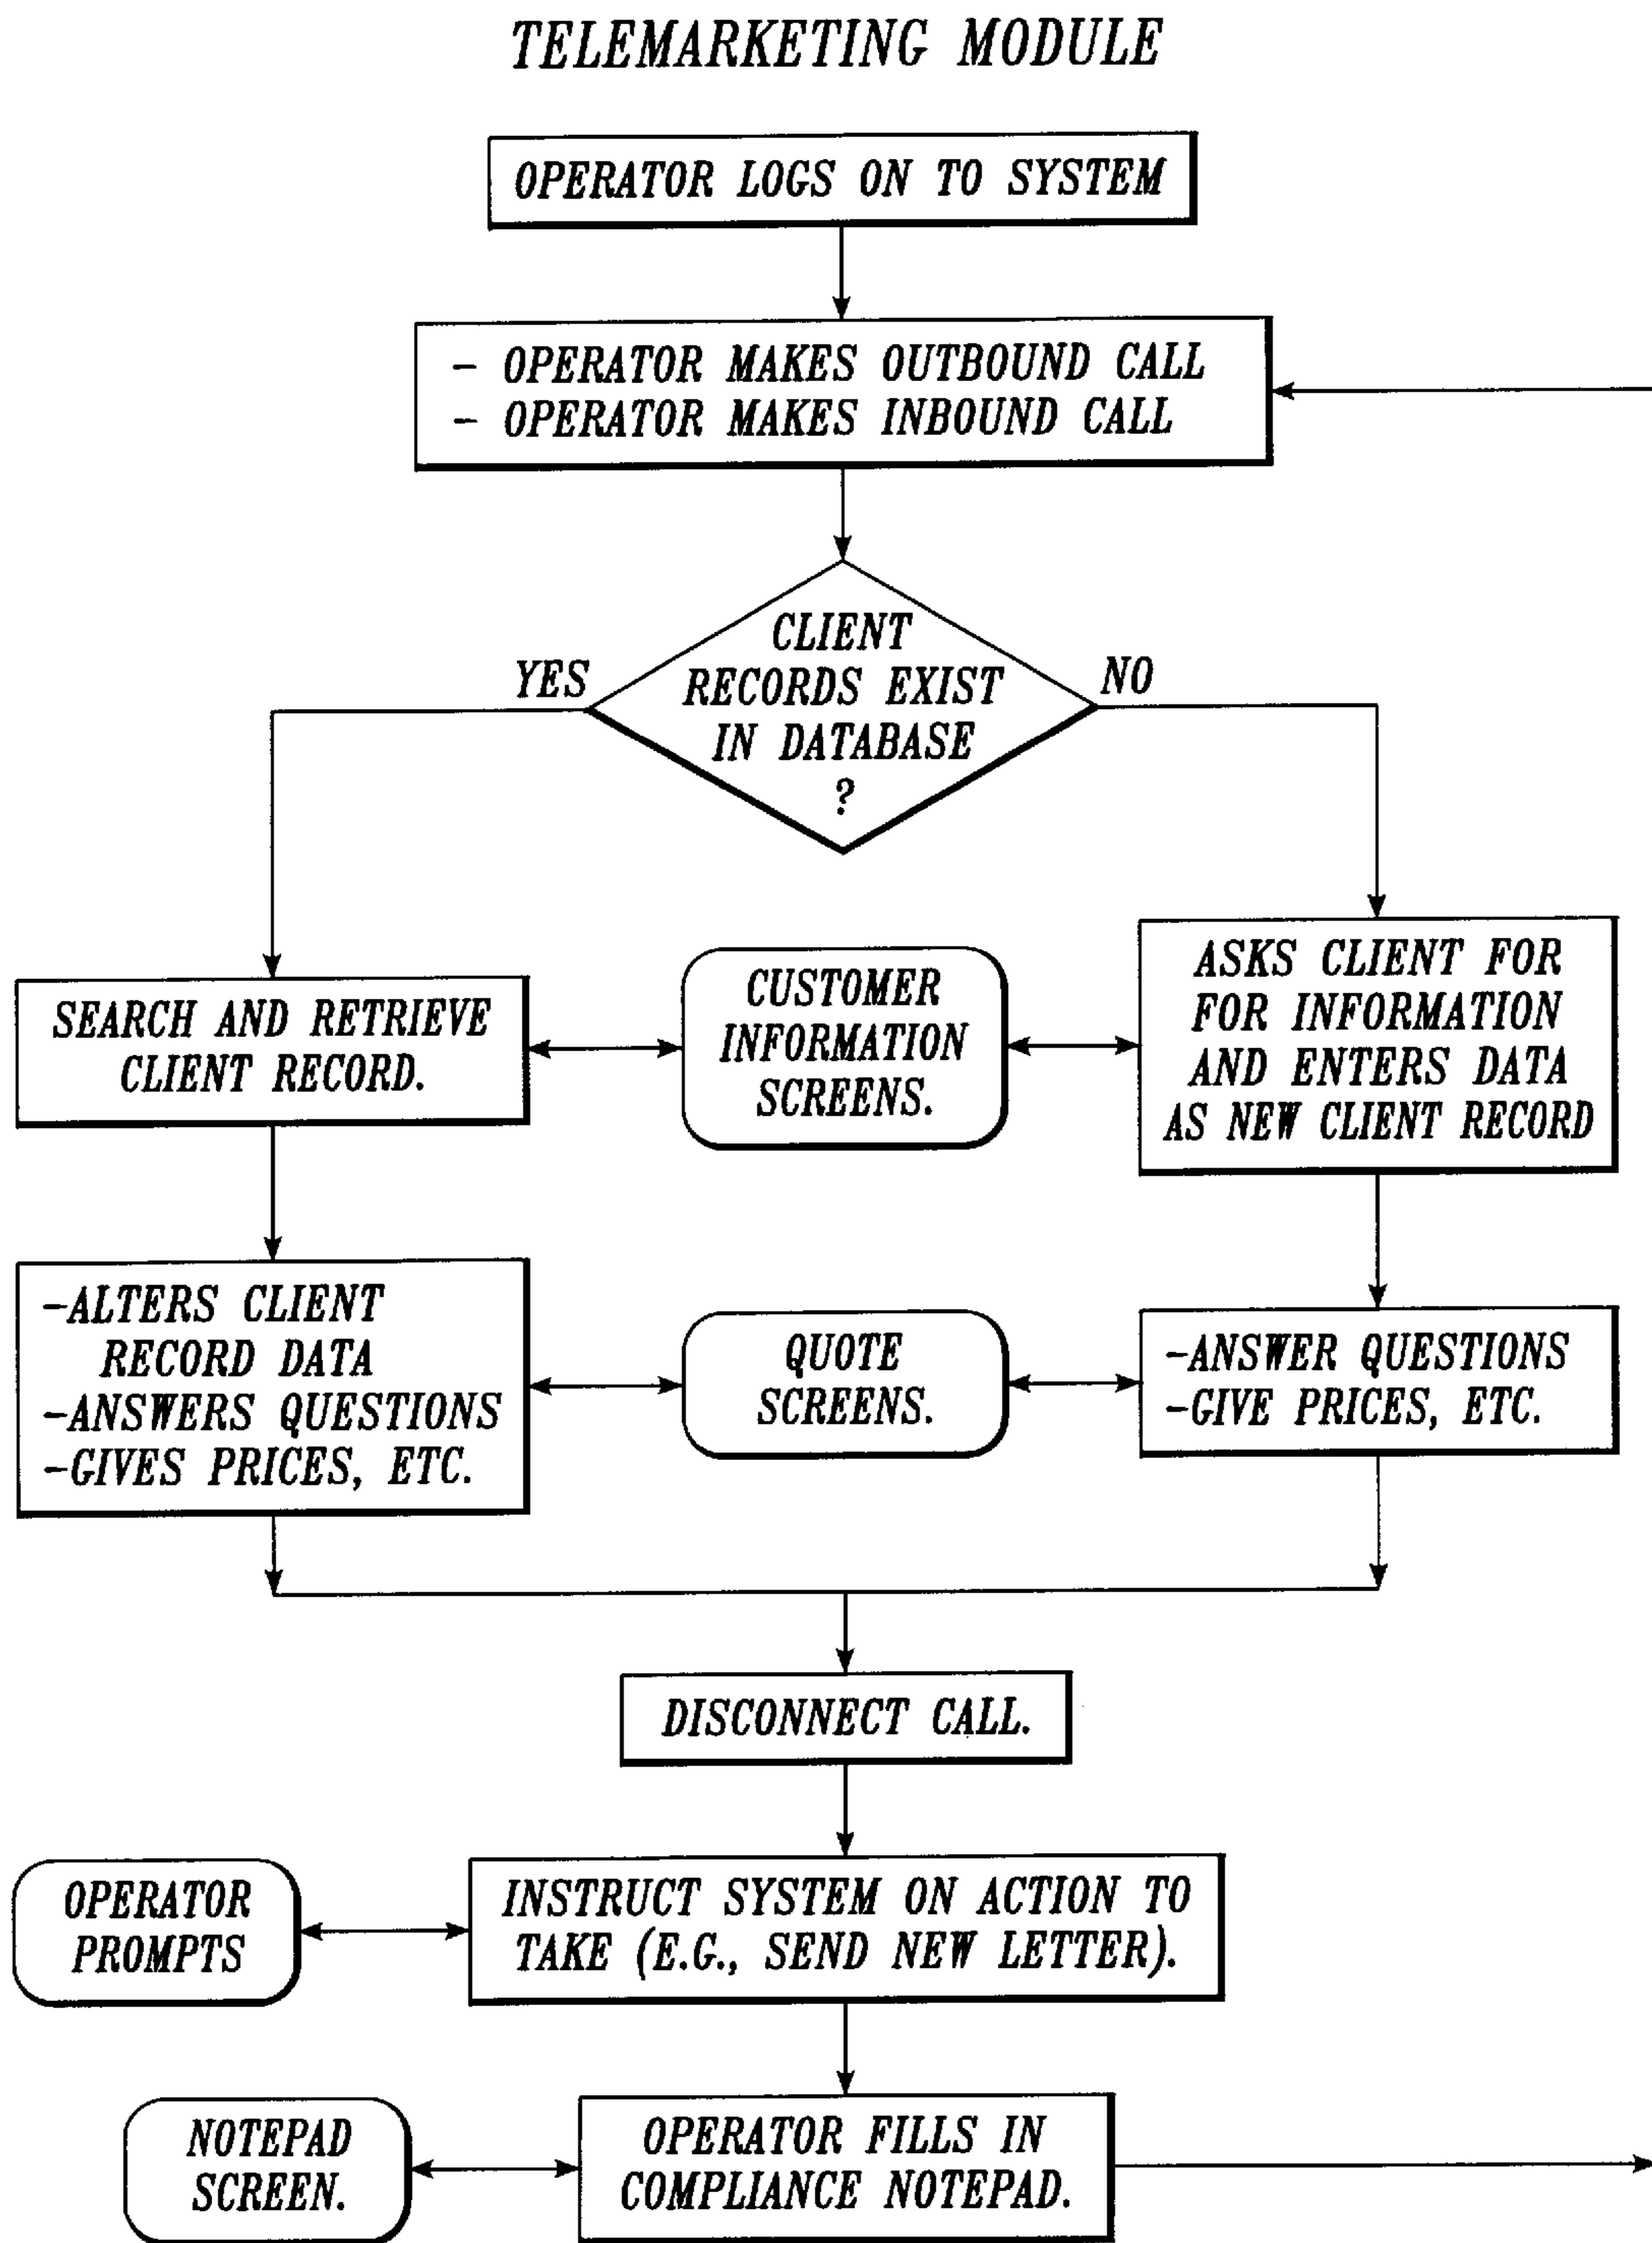 TELEMARKETING MODULE
OPERATOR LOGS ON TO SYSTEM
- OPERATOR MAKES OUTBOUND CALL
- OPERATOR MAKES INBOUND CALL
CLIENT
RECORDS EXIST
IN DATABASE
?
YES
NO
SEARCH AND RETRIEVE
CLIENT RECORD.
CUSTOMER
INFORMATION
SCREENS.
ASKS CLIENT FOR
FOR INFORMATION
AND ENTERS DATA
AS NEW CLIENT RECORD
-ALTERS CLIENT
RECORD DATA
-ANSWERS QUESTIONS
-GIVES PRICES, ETC.
QUOTE
SCREENS.
-ANSWER QUESTIONS
-GIVE PRICES, ETC.
DISCONNECT CALL.
OPERATOR
PROMPTS
INSTRUCT SYSTEM ON ACTION TO
TAKE (E.G., SEND NEW LETTER).
NOTEPAD
SCREEN.
OPERATOR FILLS IN
COMPLIANCE NOTEPAD.